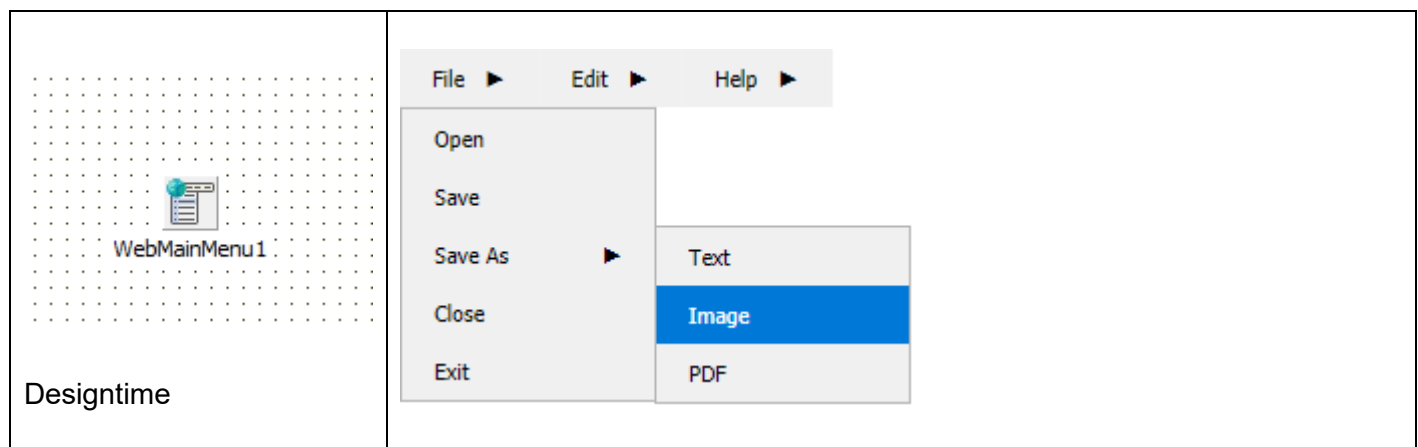 WebMainMenu1
Designtime
File ► Edit ► Help ►
Open
Save
Save As ►
Close
Exit
Text
Image
PDF